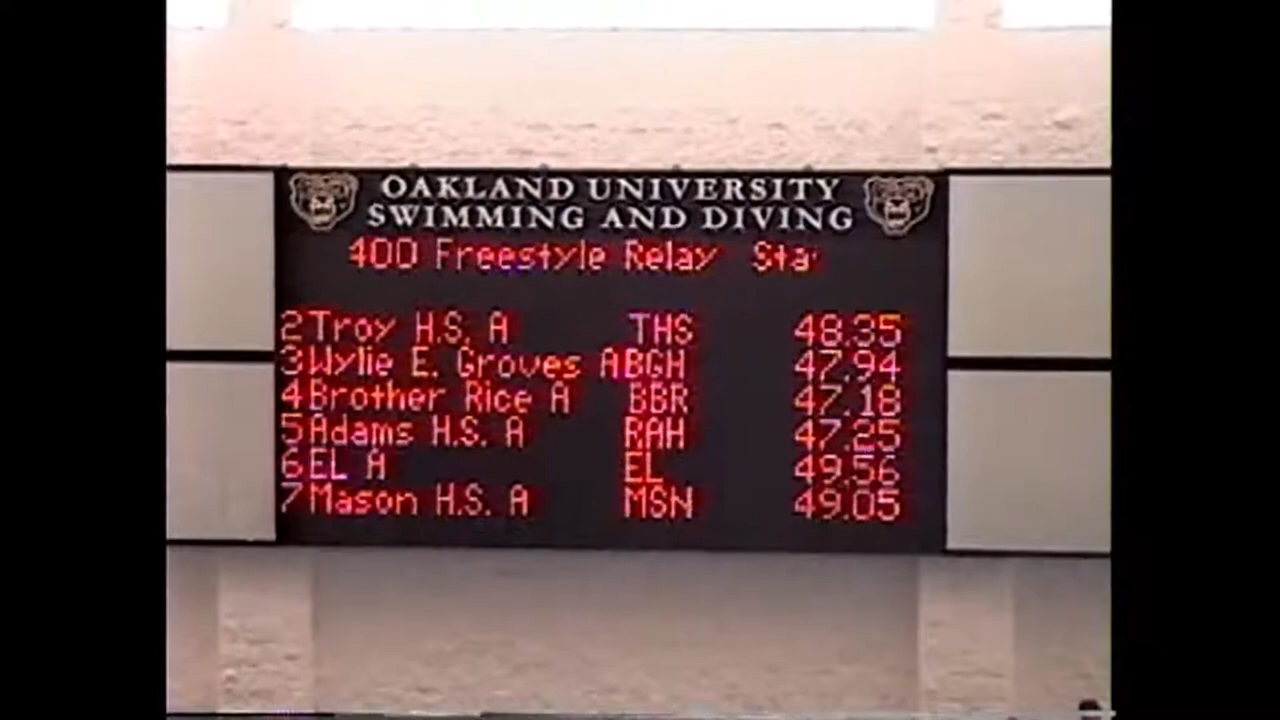 OAKLAND UNIVERSITY
SWIMMING AND DIVING
400 Freestyle Relay Sta
2 Troy H.S. A THS 48.35
3 Wylie E. Groves A BGH 47.94
4 Brother Rice A BBR 47.18
5 Adams H.S. A RAH 47.25
6 EL A EL 49.56
7 Mason H.S. A MSN 49.05